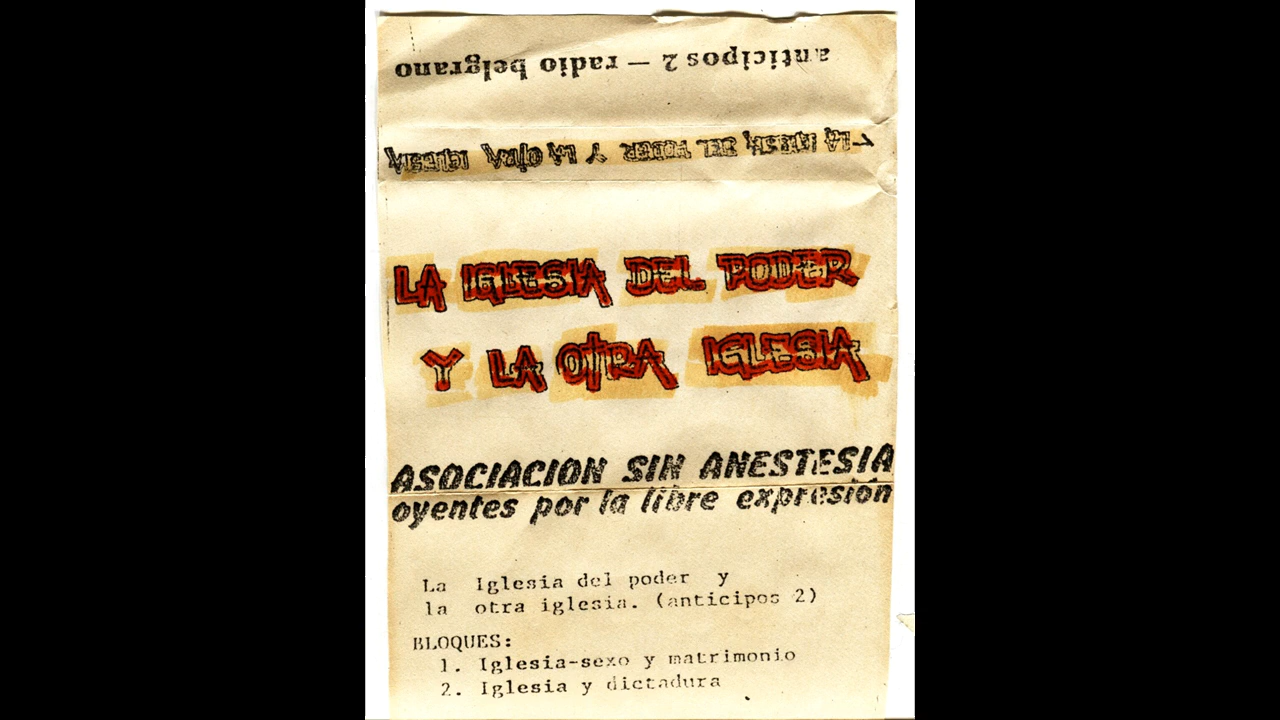 anticipos 2 — radio belgrano
LA IGLESIA DEL PODER Y LA OTRA IGLESIA
LA IGLESIA DEL PODER
Y LA OTRA IGLESIA
ASOCIACION SIN ANESTESIA
oyentes por la libre expresión
La Iglesia del poder y
la otra iglesia. (anticipos 2)
BLOQUES:
1. Iglesia-sexo y matrimonio
2. Iglesia y dictadura